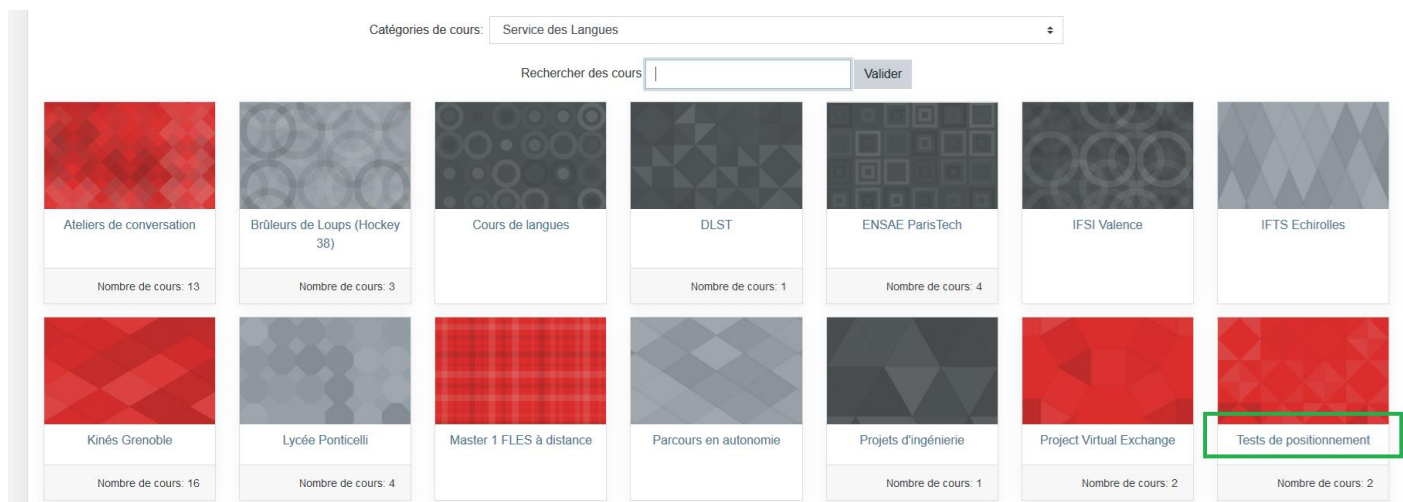 Catégories de cours: Service des Langues
Rechercher des cours Valider
Ateliers de conversation
Nombre de cours: 13
Brûleurs de Loups (Hockey
38)
Nombre de cours: 3
Cours de langues
DLST
Nombre de cours: 1
ENSAE ParisTech
Nombre de cours: 4
IFSI Valence
IFTS Echirolles
Kinés Grenoble
Nombre de cours: 16
Lycée Ponticelli
Nombre de cours: 4
Master 1 FLES à distance
Parcours en autonomie
Projets d'ingénierie
Nombre de cours: 1
Project Virtual Exchange
Nombre de cours: 2
Tests de positionnement
Nombre de cours: 2